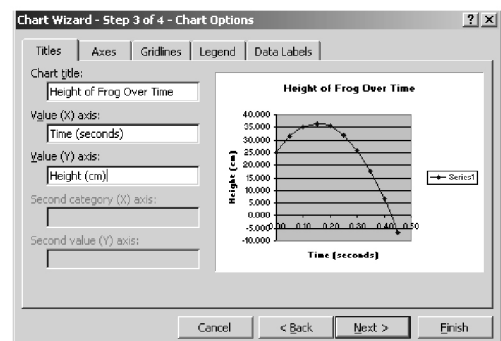 Chart Wizard - Step 3 of 4 - Chart Options
? ×
Titles Axes Gridlines Legend Data Labels
Chart title:
Height of Frog Over Time
Value (X) axis:
Time (seconds)
Value (Y) axis:
Height (cm)
Second category (X) axis:
Second value (Y) axis:
Height of Frog Over Time
Height (cm)
40.000
35.000
30.000
25.000
20.000
15.000
10.000
5.000
0.000
-5.000
-10.000
0.00 0.10 0.20 0.30 0.40 0.50
Time (seconds)
Series1
Cancel < Back Next > Finish